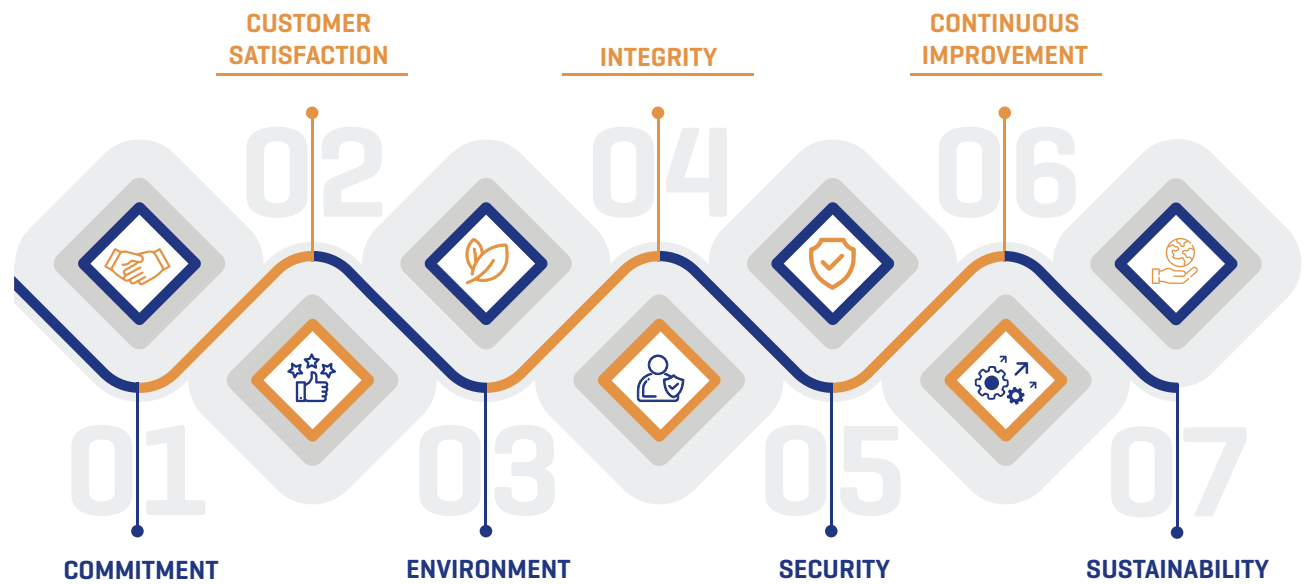 CUSTOMER
SATISFACTION
INTEGRITY
CONTINUOUS
IMPROVEMENT
02
04
06
01
03
05
07
COMMITMENT
ENVIRONMENT
SECURITY
SUSTAINABILITY